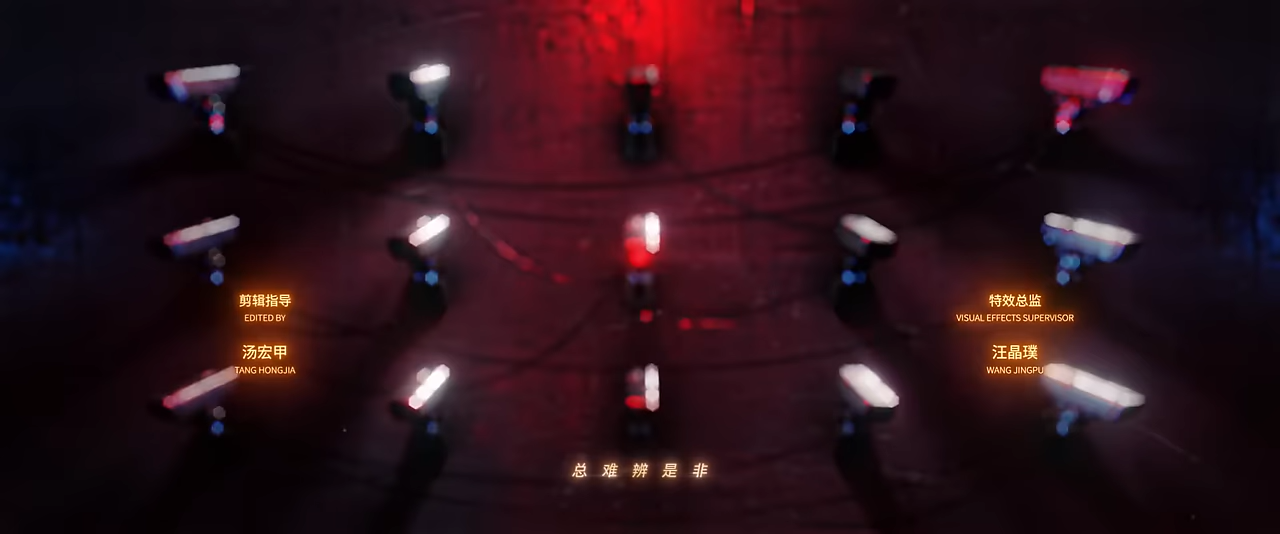 剪辑指导
EDITED BY
汤宏甲
TANG HONGJIA
特效总监
VISUAL EFFECTS SUPERVISOR
汪晶璞
WANG JINGPU
总难辨是非